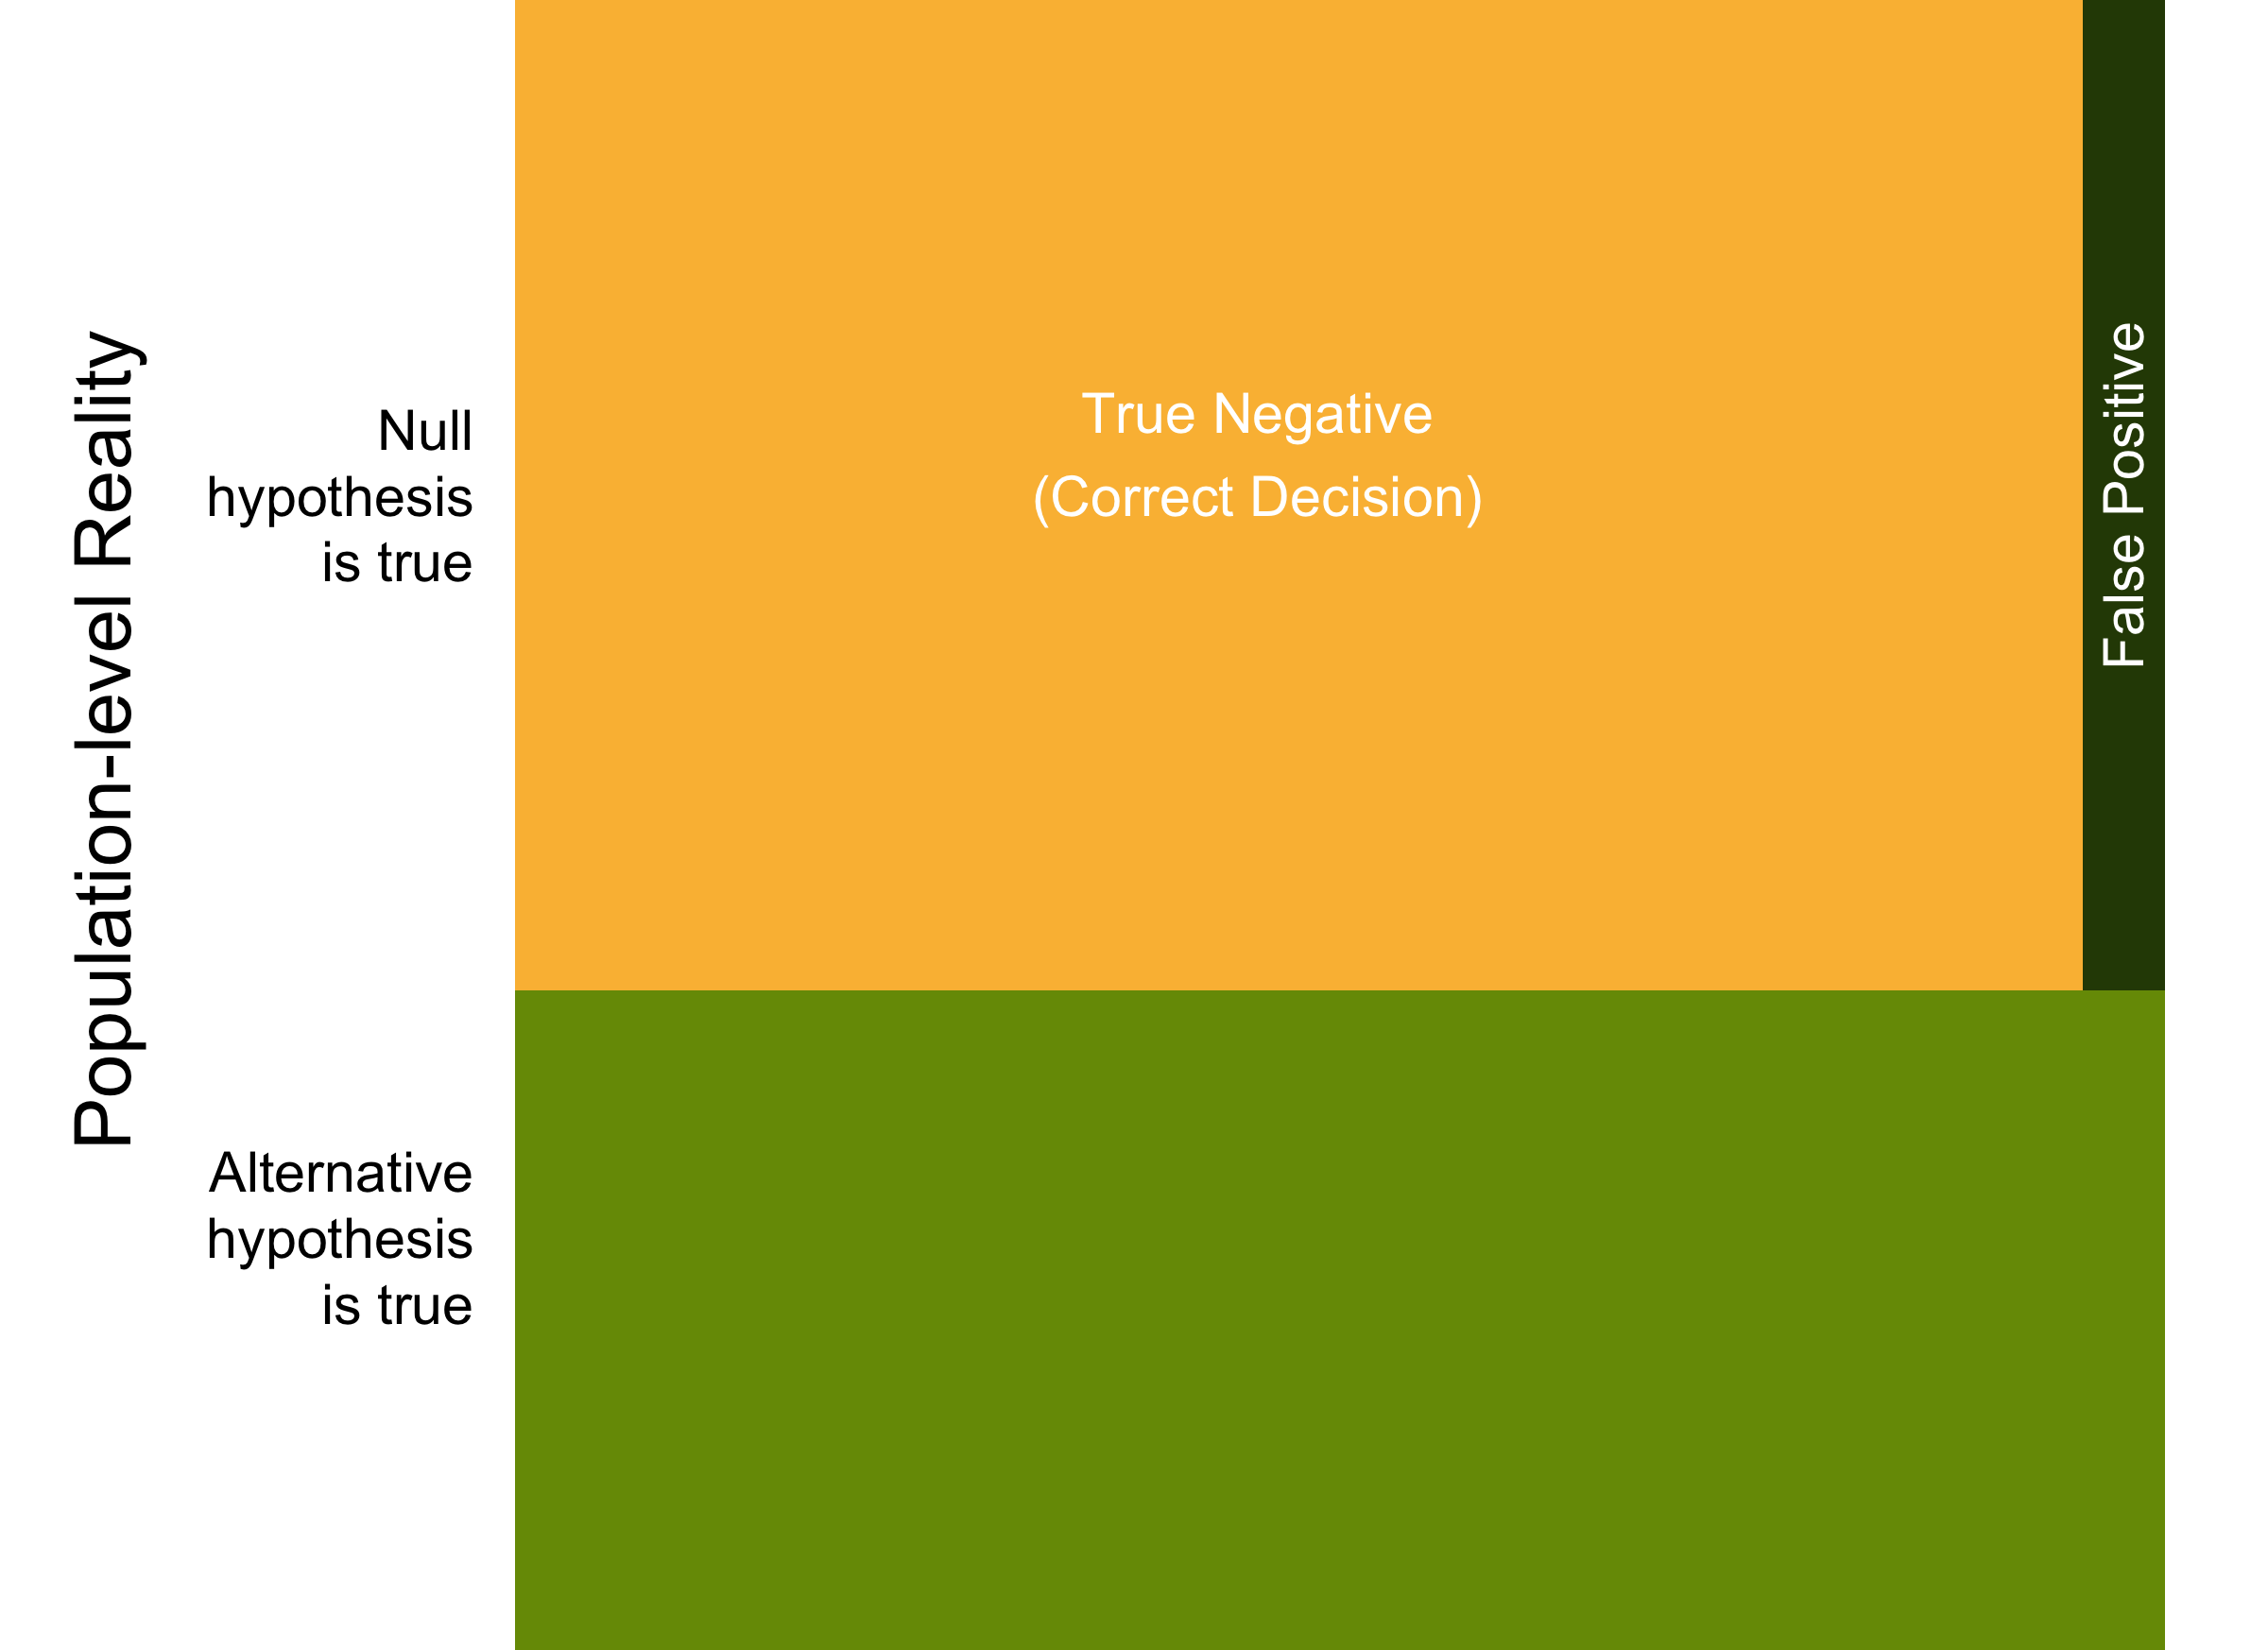 Population-level Reality
Null
hypothesis
is true
True Negative
(Correct Decision)
False Positive
Alternative
hypothesis
is true